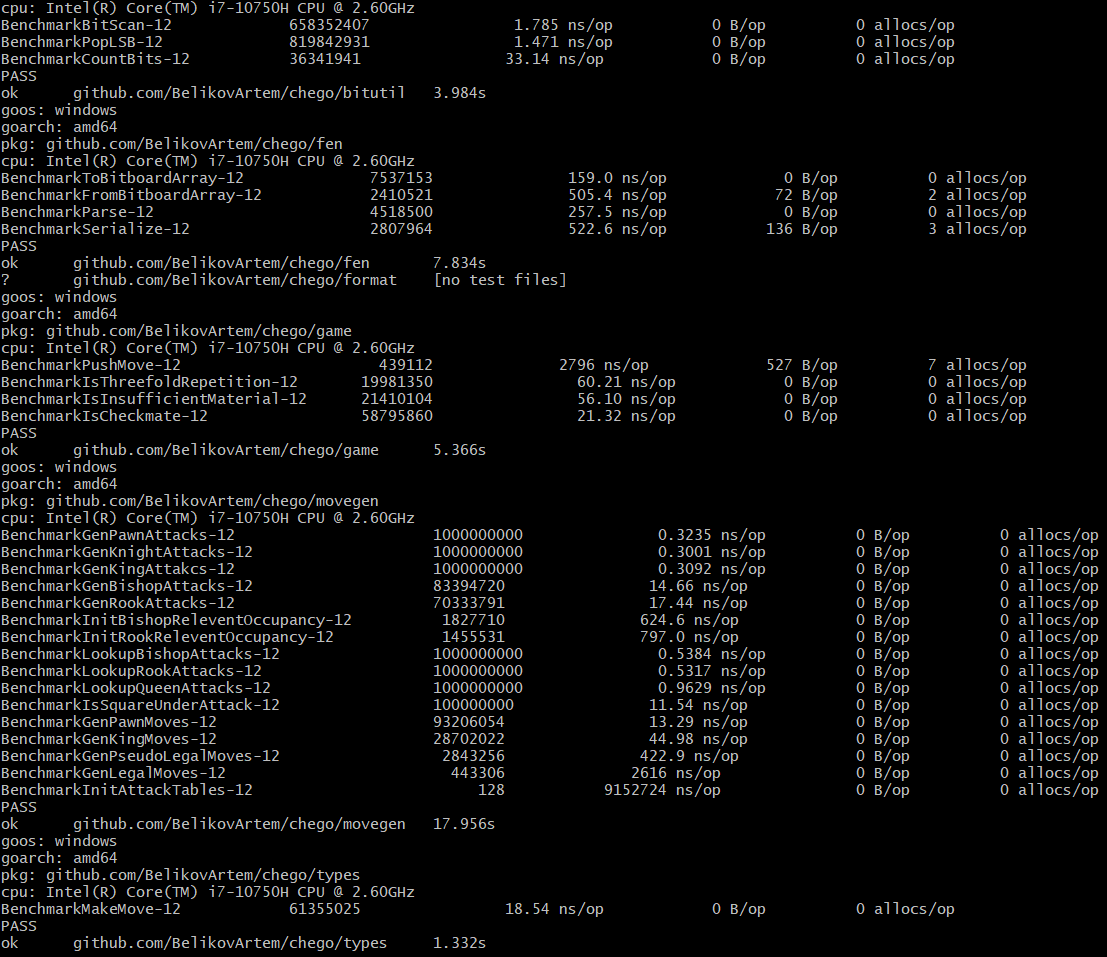 cpu: Intel(R) Core(TM) i7-10750H CPU @ 2.60GHz
BenchmarkBitScan-12             658352407                1.785 ns/op           0 B/op          0 allocs/op
BenchmarkPopLSB-12              819842931                1.471 ns/op           0 B/op          0 allocs/op
BenchmarkCountBits-12           36341941                33.14 ns/op            0 B/op          0 allocs/op
PASS
ok      github.com/BelikovArtem/chego/bitutil   3.984s
goos: windows
goarch: amd64
pkg: github.com/BelikovArtem/chego/fen
cpu: Intel(R) Core(TM) i7-10750H CPU @ 2.60GHz
BenchmarkToBitboardArray-12              7537153               159.0 ns/op             0 B/op          0 allocs/op
BenchmarkFromBitboardArray-12            2410521               505.4 ns/op            72 B/op          2 allocs/op
BenchmarkParse-12                        4518500               257.5 ns/op             0 B/op          0 allocs/op
BenchmarkSerialize-12                    2807964               522.6 ns/op           136 B/op          3 allocs/op
PASS
ok      github.com/BelikovArtem/chego/fen       7.834s
?       github.com/BelikovArtem/chego/format    [no test files]
goos: windows
goarch: amd64
pkg: github.com/BelikovArtem/chego/game
cpu: Intel(R) Core(TM) i7-10750H CPU @ 2.60GHz
BenchmarkPushMove-12                      439112              2796 ns/op             527 B/op          7 allocs/op
BenchmarkIsThreefoldRepetition-12       19981350                60.21 ns/op            0 B/op          0 allocs/op
BenchmarkIsInsufficientMaterial-12      21410104                56.10 ns/op            0 B/op          0 allocs/op
BenchmarkIsCheckmate-12                 58795860                21.32 ns/op            0 B/op          0 allocs/op
PASS
ok      github.com/BelikovArtem/chego/game      5.366s
goos: windows
goarch: amd64
pkg: github.com/BelikovArtem/chego/movegen
cpu: Intel(R) Core(TM) i7-10750H CPU @ 2.60GHz
BenchmarkGenPawnAttacks-12                      1000000000               0.3235 ns/op          0 B/op          0 allocs/op
BenchmarkGenKnightAttacks-12                    1000000000               0.3001 ns/op          0 B/op          0 allocs/op
BenchmarkGenKingAttakcs-12                      1000000000               0.3092 ns/op          0 B/op          0 allocs/op
BenchmarkGenBishopAttacks-12                    83394720                14.66 ns/op            0 B/op          0 allocs/op
BenchmarkGenRookAttacks-12                      70333791                17.44 ns/op            0 B/op          0 allocs/op
BenchmarkInitBishopReleventOccupancy-12          1827710               624.6 ns/op             0 B/op          0 allocs/op
BenchmarkInitRookReleventOccupancy-12            1455531               797.0 ns/op             0 B/op          0 allocs/op
BenchmarkLookupBishopAttacks-12                 1000000000               0.5384 ns/op          0 B/op          0 allocs/op
BenchmarkLookupRookAttacks-12                   1000000000               0.5317 ns/op          0 B/op          0 allocs/op
BenchmarkLookupQueenAttacks-12                  1000000000               0.9629 ns/op          0 B/op          0 allocs/op
BenchmarkIsSquareUnderAttack-12                 100000000               11.54 ns/op            0 B/op          0 allocs/op
BenchmarkGenPawnMoves-12                        93206054                13.29 ns/op            0 B/op          0 allocs/op
BenchmarkGenKingMoves-12                        28702022                44.98 ns/op            0 B/op          0 allocs/op
BenchmarkGenPseudoLegalMoves-12                  2843256               422.9 ns/op             0 B/op          0 allocs/op
BenchmarkGenLegalMoves-12                         443306              2616 ns/op               0 B/op          0 allocs/op
BenchmarkInitAttackTables-12                         128           9152724 ns/op               0 B/op          0 allocs/op
PASS
ok      github.com/BelikovArtem/chego/movegen   17.956s
goos: windows
goarch: amd64
pkg: github.com/BelikovArtem/chego/types
cpu: Intel(R) Core(TM) i7-10750H CPU @ 2.60GHz
BenchmarkMakeMove-12            61355025                18.54 ns/op            0 B/op          0 allocs/op
PASS
ok      github.com/BelikovArtem/chego/types     1.332s